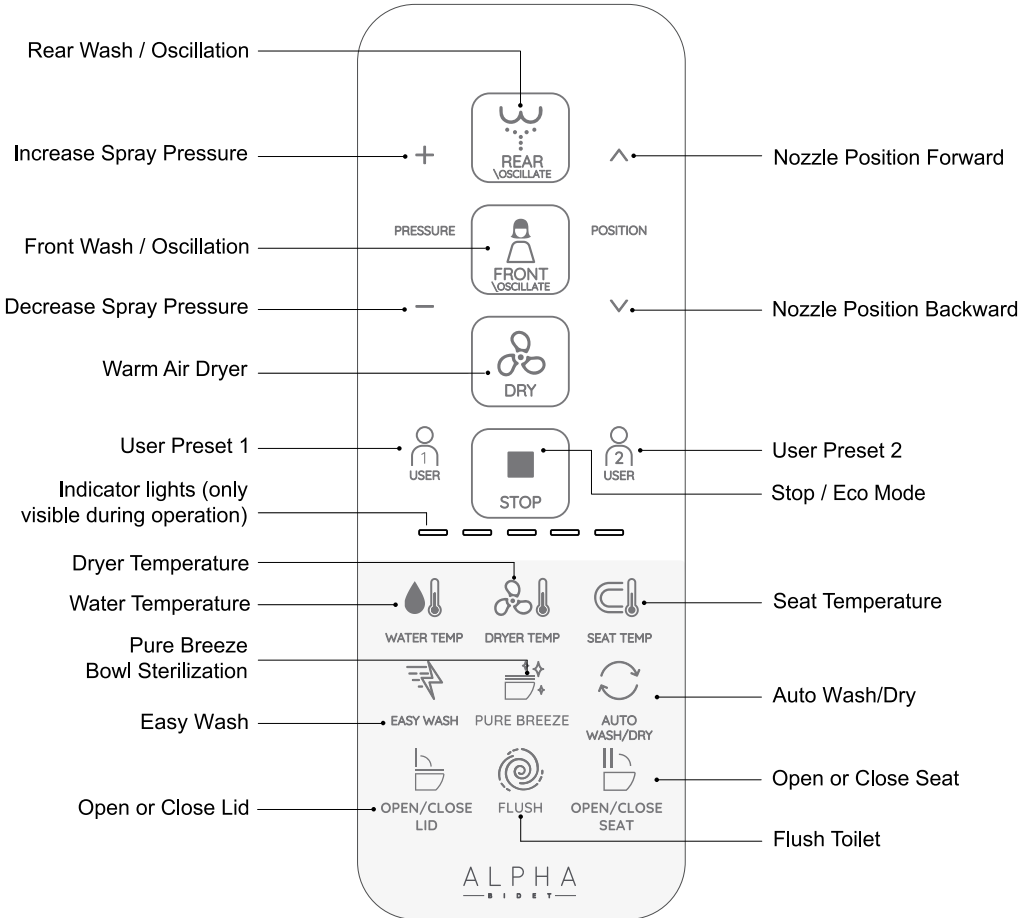 Rear Wash / Oscillation
REAR
\OSCILLATE
Increase Spray Pressure
+
Nozzle Position Forward
PRESSURE
POSITION
Front Wash / Oscillation
FRONT
\OSCILLATE
Decrease Spray Pressure
−
Nozzle Position Backward
Warm Air Dryer
DRY
User Preset 1
1
USER
2
USER
User Preset 2
STOP
Stop / Eco Mode
Indicator lights (only
visible during operation)
Dryer Temperature
Water Temperature
Seat Temperature
WATER TEMP
DRYER TEMP
SEAT TEMP
Pure Breeze
Bowl Sterilization
Auto Wash/Dry
Easy Wash
EASY WASH
PURE BREEZE
AUTO
WASH/DRY
Open or Close Seat
Open or Close Lid
OPEN/CLOSE
LID
FLUSH
OPEN/CLOSE
SEAT
Flush Toilet
ALPHA
BIDET